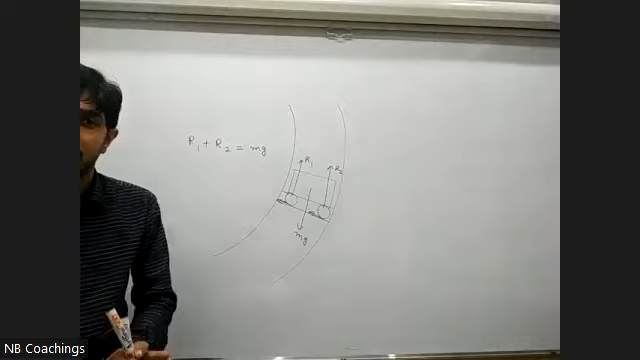 R₁ + R₂ = mg
R₁
R₂
mg
NB Coachings